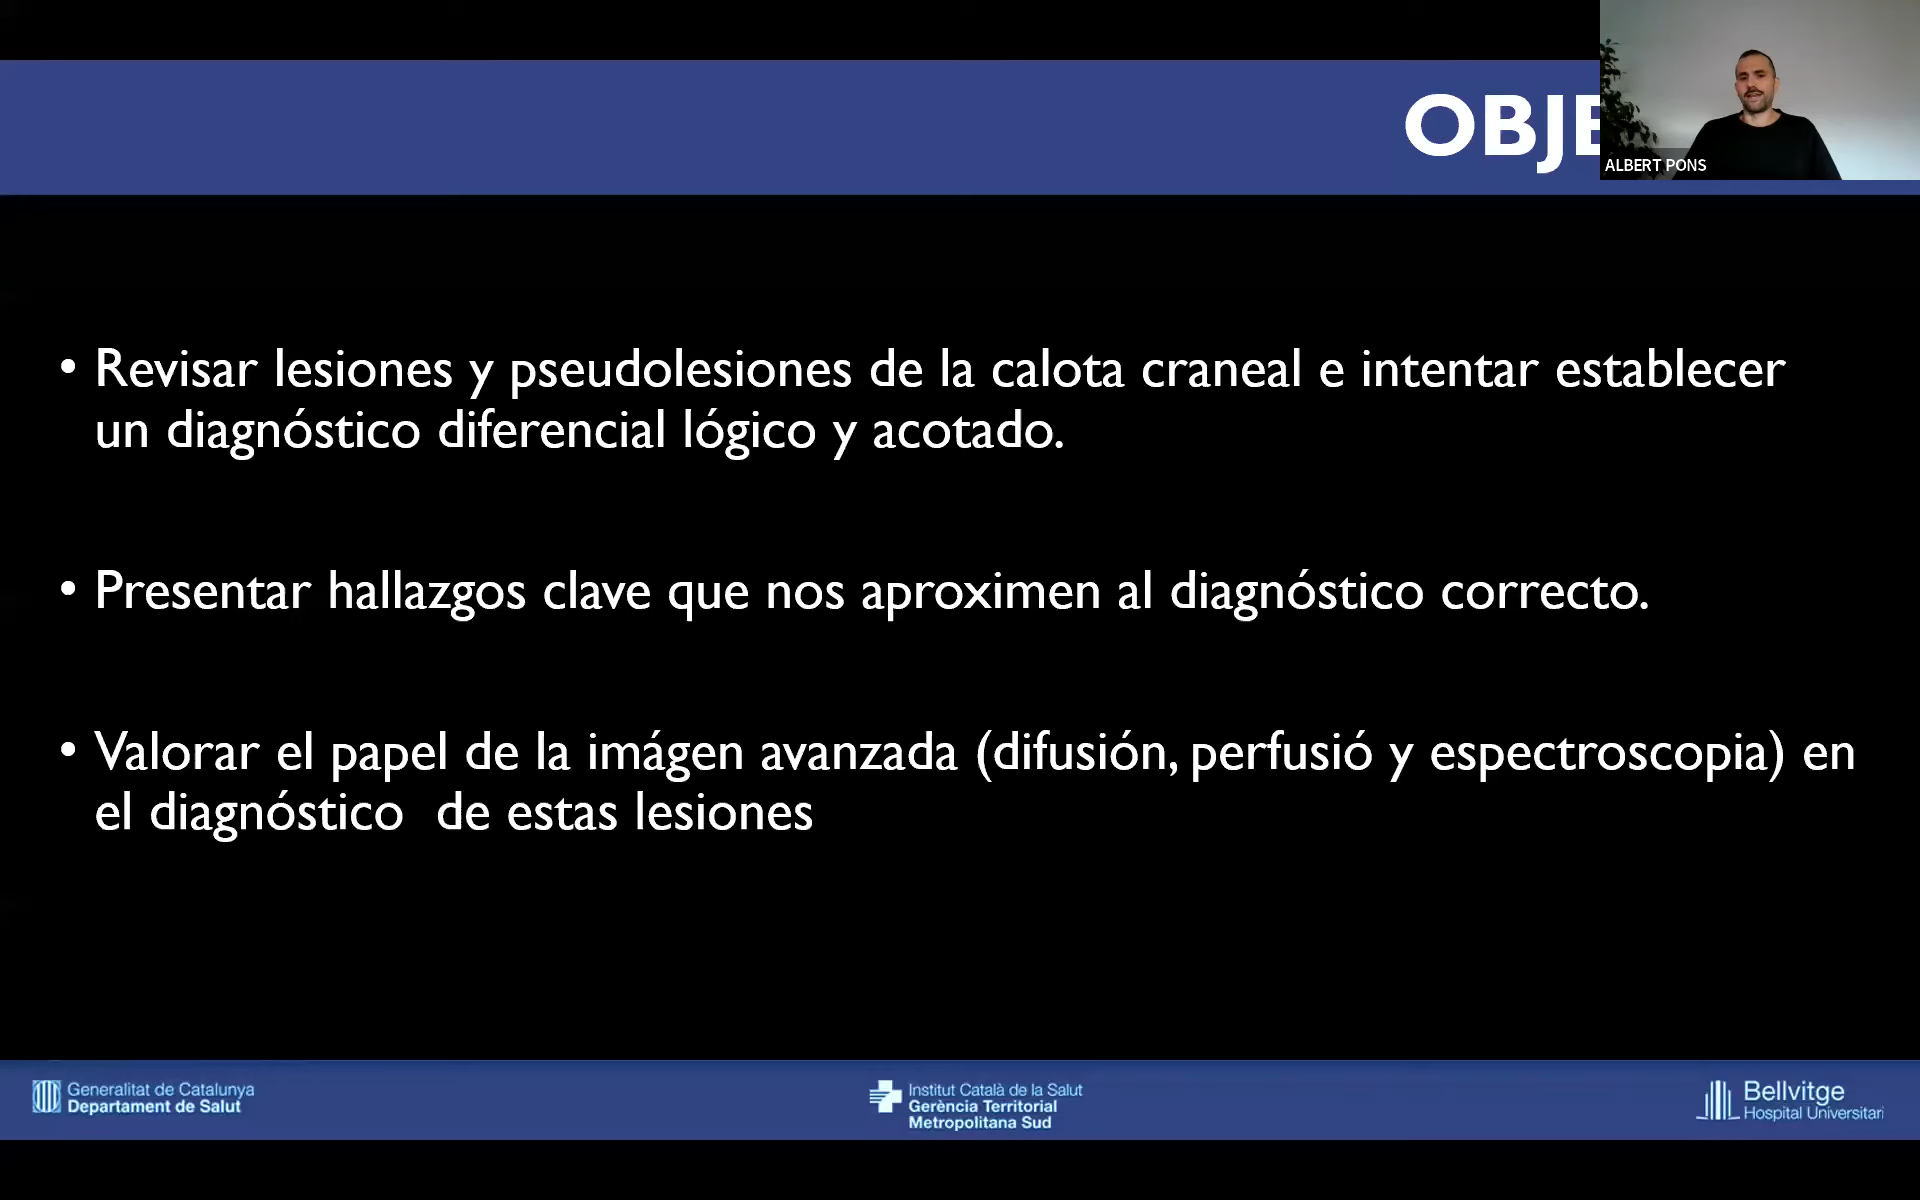 OBJE
ALBERT PONS
• Revisar lesiones y pseudolesiones de la calota craneal e intentar establecer
un diagnóstico diferencial lógico y acotado.
• Presentar hallazgos clave que nos aproximen al diagnóstico correcto.
• Valorar el papel de la imágen avanzada (difusión, perfusió y espectroscopia) en
el diagnóstico  de estas lesiones
Generalitat de Catalunya
Departament de Salut
Institut Català de la Salut
Gerència Territorial
Metropolitana Sud
Bellvitge
Hospital Universitari